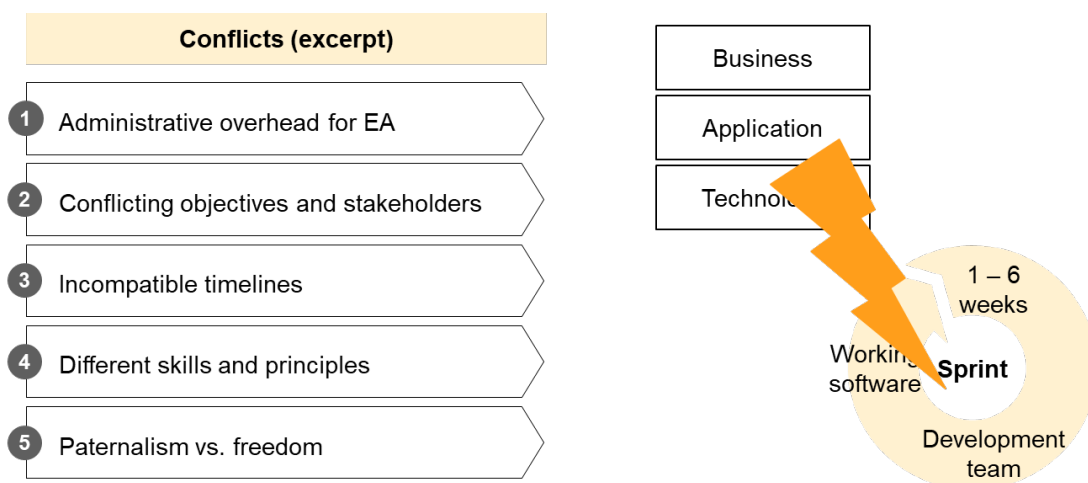 Conflicts (excerpt)
1 Administrative overhead for EA
2 Conflicting objectives and stakeholders
3 Incompatible timelines
4 Different skills and principles
5 Paternalism vs. freedom
Business
Application
1 – 6
weeks
Working
software
Sprint
Development
team